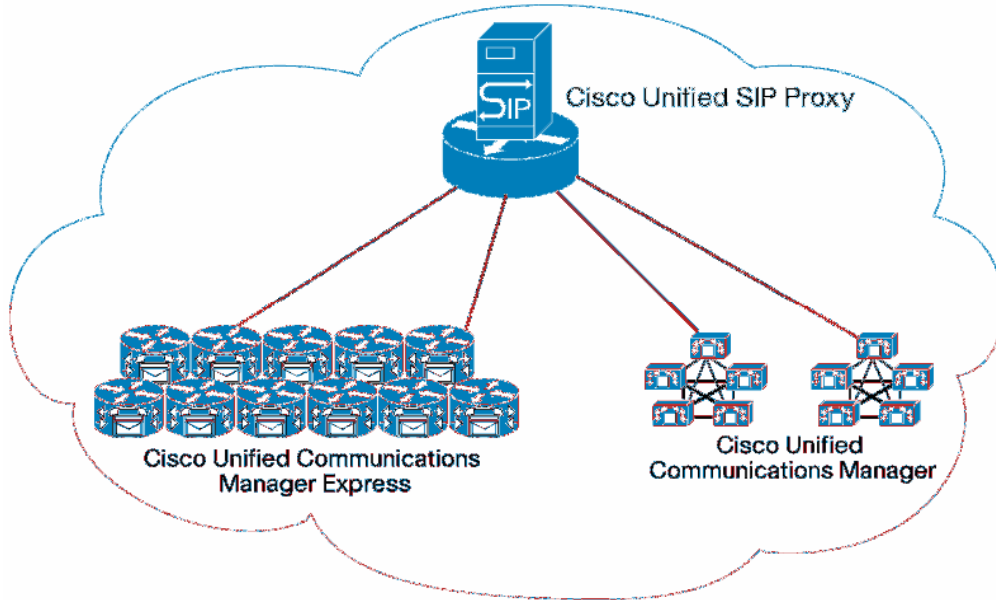 SIP
Cisco Unified SIP Proxy
Cisco Unified Communications
Manager Express
Cisco Unified
Communications Manager